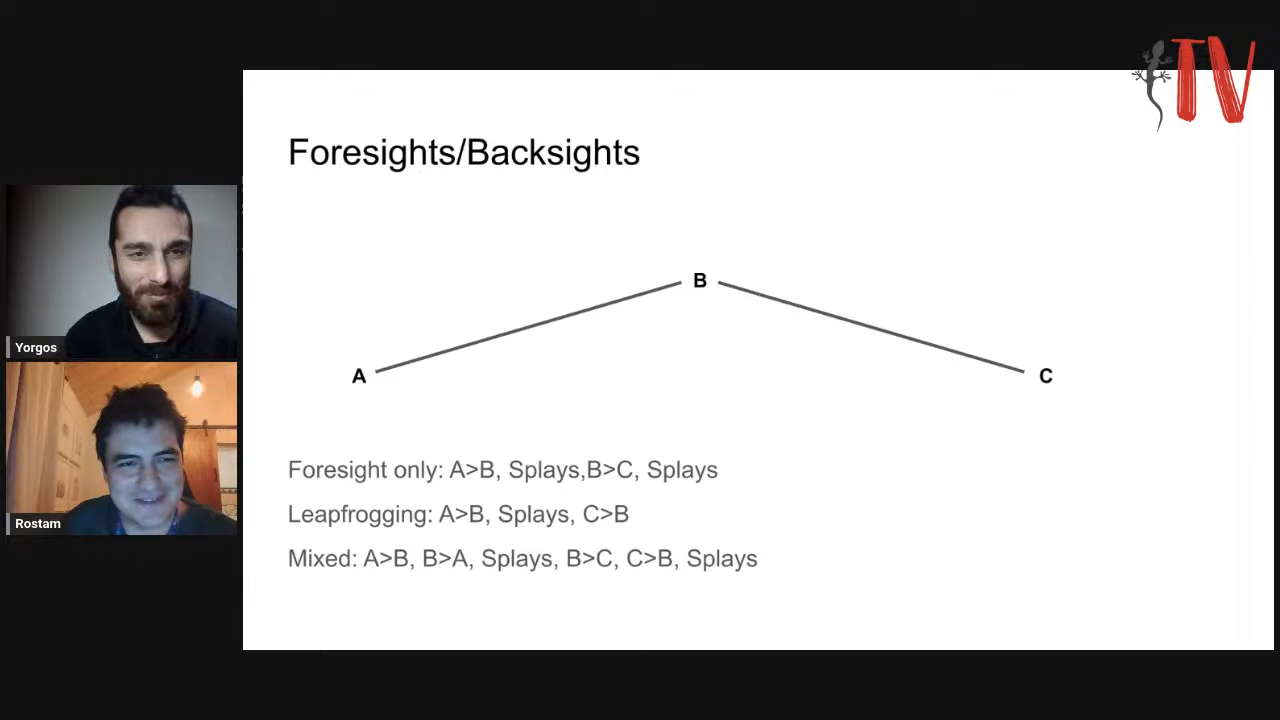 TV
Foresights/Backsights
B
A
C
Yorgos
Rostam
Foresight only: A>B, Splays,B>C, Splays
Leapfrogging: A>B, Splays, C>B
Mixed: A>B, B>A, Splays, B>C, C>B, Splays